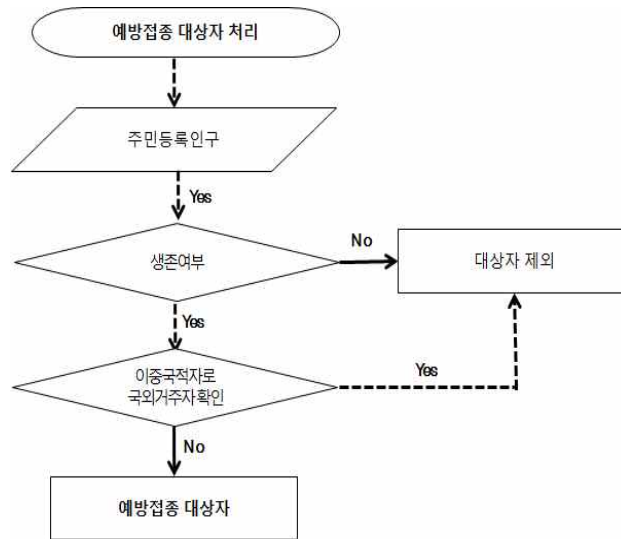 예방접종 대상자 처리
주민등록인구
Yes
생존여부
No
대상자 제외
Yes
이중국적자로
국외거주자 확인
Yes
No
예방접종 대상자